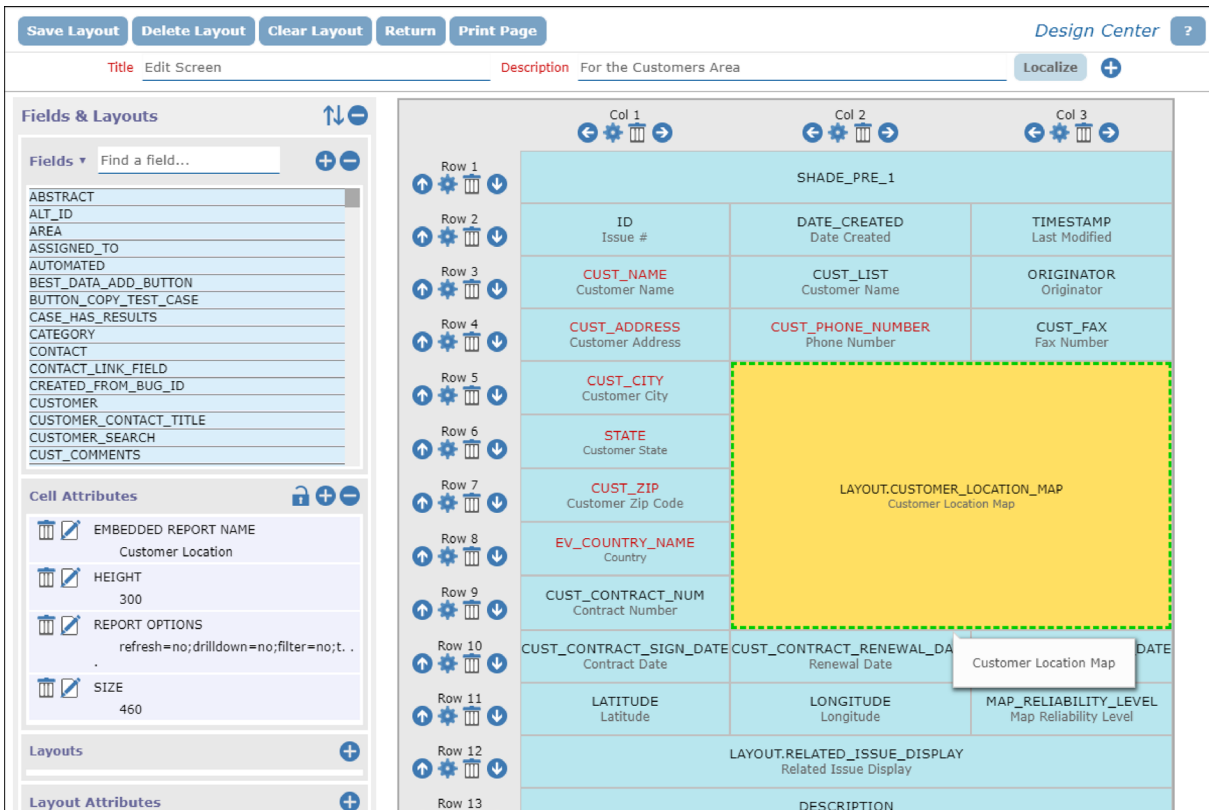 Save Layout Delete Layout Clear Layout Return Print Page Design Center ?
Title Edit Screen Description For the Customers Area Localize
Fields & Layouts
Fields Find a field...
ABSTRACT
ALT_ID
AREA
ASSIGNED_TO
AUTOMATED
BEST_DATA_ADD_BUTTON
BUTTON_COPY_TEST_CASE
CASE_HAS_RESULTS
CATEGORY
CONTACT
CONTACT_LINK_FIELD
CREATED_FROM_BUG_ID
CUSTOMER
CUSTOMER_CONTACT_TITLE
CUSTOMER_SEARCH
CUST_COMMENTS
Cell Attributes
EMBEDDED REPORT NAME
Customer Location
HEIGHT
300
REPORT OPTIONS
refresh=no;drilldown=no;filter=no;t. .
.
SIZE
460
Layouts
Layout Attributes
Col 1 Col 2 Col 3
Row 1 SHADE_PRE_1
Row 2 ID DATE_CREATED TIMESTAMP
Issue # Date Created Last Modified
Row 3 CUST_NAME CUST_LIST ORIGINATOR
Customer Name Customer Name Originator
Row 4 CUST_ADDRESS CUST_PHONE_NUMBER CUST_FAX
Customer Address Phone Number Fax Number
Row 5 CUST_CITY
Customer City
Row 6 STATE
Customer State
Row 7 CUST_ZIP LAYOUT.CUSTOMER_LOCATION_MAP
Customer Zip Code Customer Location Map
Row 8 EV_COUNTRY_NAME
Country
Row 9 CUST_CONTRACT_NUM
Contract Number
Row 10 CUST_CONTRACT_SIGN_DATE CUST_CONTRACT_RENEWAL_DA DATE
Contract Date Renewal Date Customer Location Map
Row 11 LATITUDE LONGITUDE MAP_RELIABILITY_LEVEL
Latitude Longitude Map Reliability Level
Row 12 LAYOUT.RELATED_ISSUE_DISPLAY
Related Issue Display
Row 13 DESCRIPTION